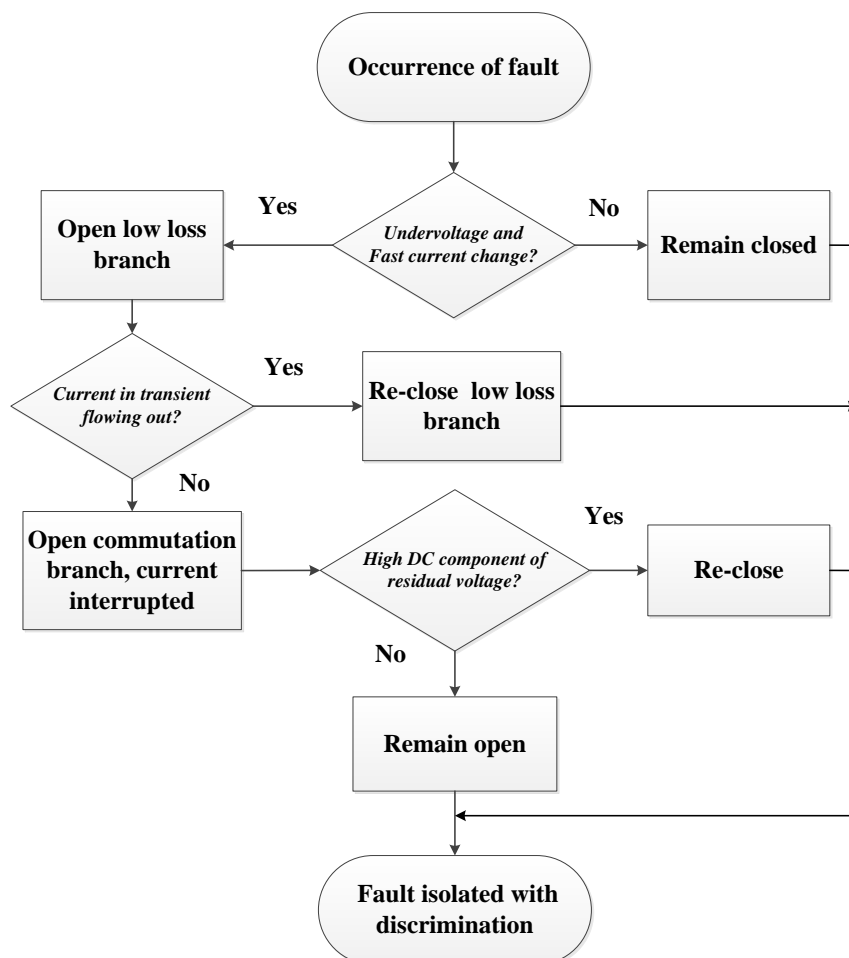 Occurrence of fault
Yes
No
Open low loss
branch
Undervoltage and
Fast current change?
Remain closed
Current in transient
flowing out?
Yes
Re-close low loss
branch
No
Open commutation
branch, current
interrupted
High DC component of
residual voltage?
Yes
Re-close
No
Remain open
Fault isolated with
discrimination